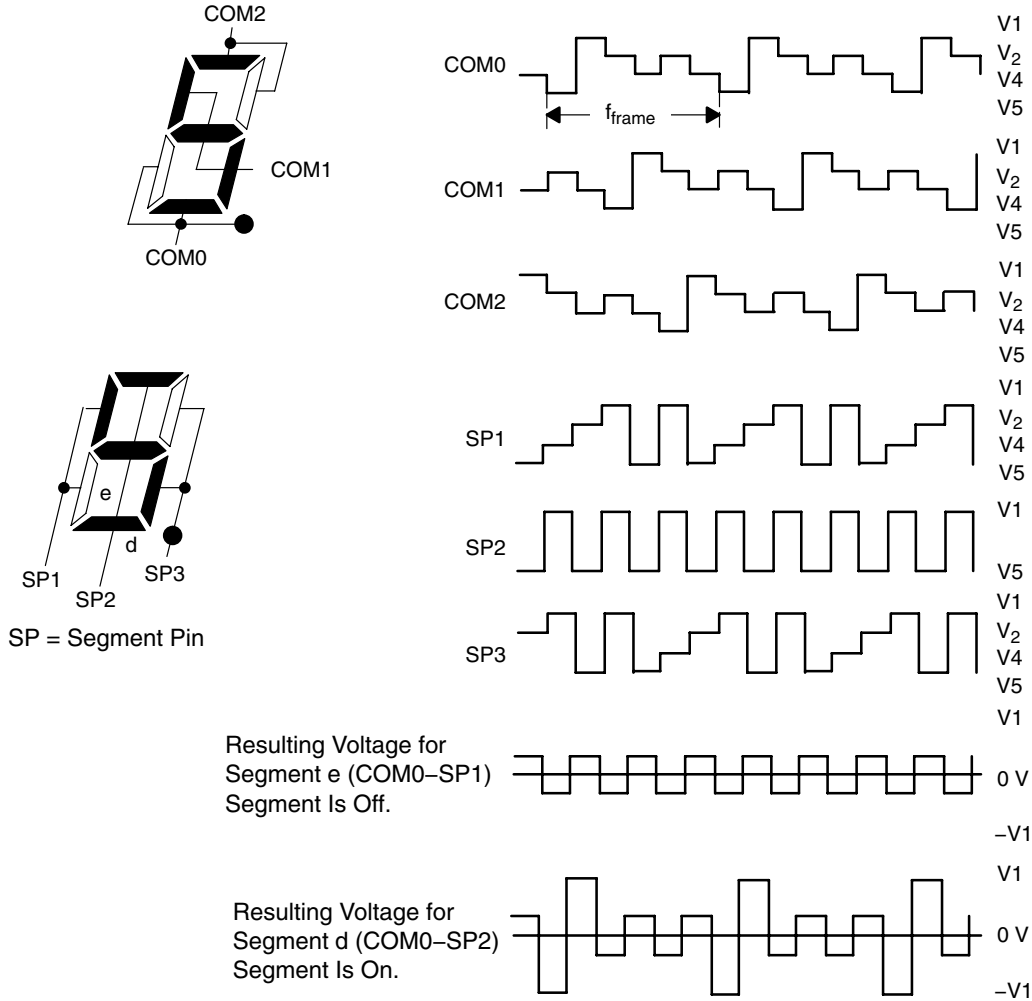 COM2
COM1
COM0
e
d
SP1
SP2
SP3
SP = Segment Pin
COM0
V1
V2
V4
V5
fframe
COM1
V1
V2
V4
V5
COM2
V1
V2
V4
V5
SP1
V1
V2
V4
V5
SP2
V1
V5
SP3
V1
V2
V4
V5
Resulting Voltage for
Segment e (COM0−SP1)
Segment Is Off.
V1
0 V
−V1
Resulting Voltage for
Segment d (COM0−SP2)
Segment Is On.
V1
0 V
−V1